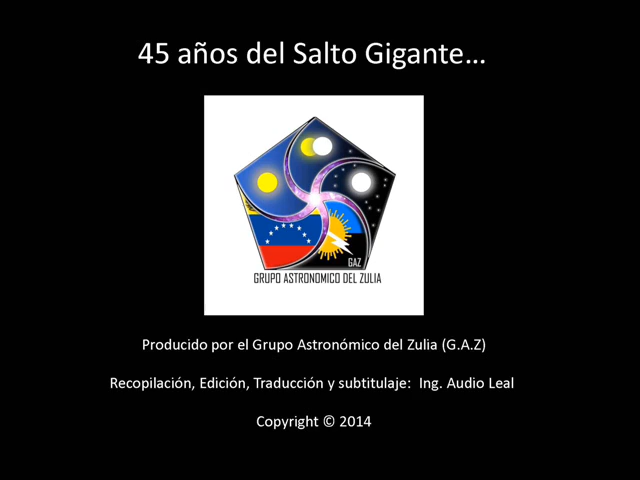 45 años del Salto Gigante…
GAZ
GRUPO ASTRONOMICO DEL ZULIA
Producido por el Grupo Astronómico del Zulia (G.A.Z)
Recopilación, Edición, Traducción y subtitulaje: Ing. Audio Leal
Copyright © 2014